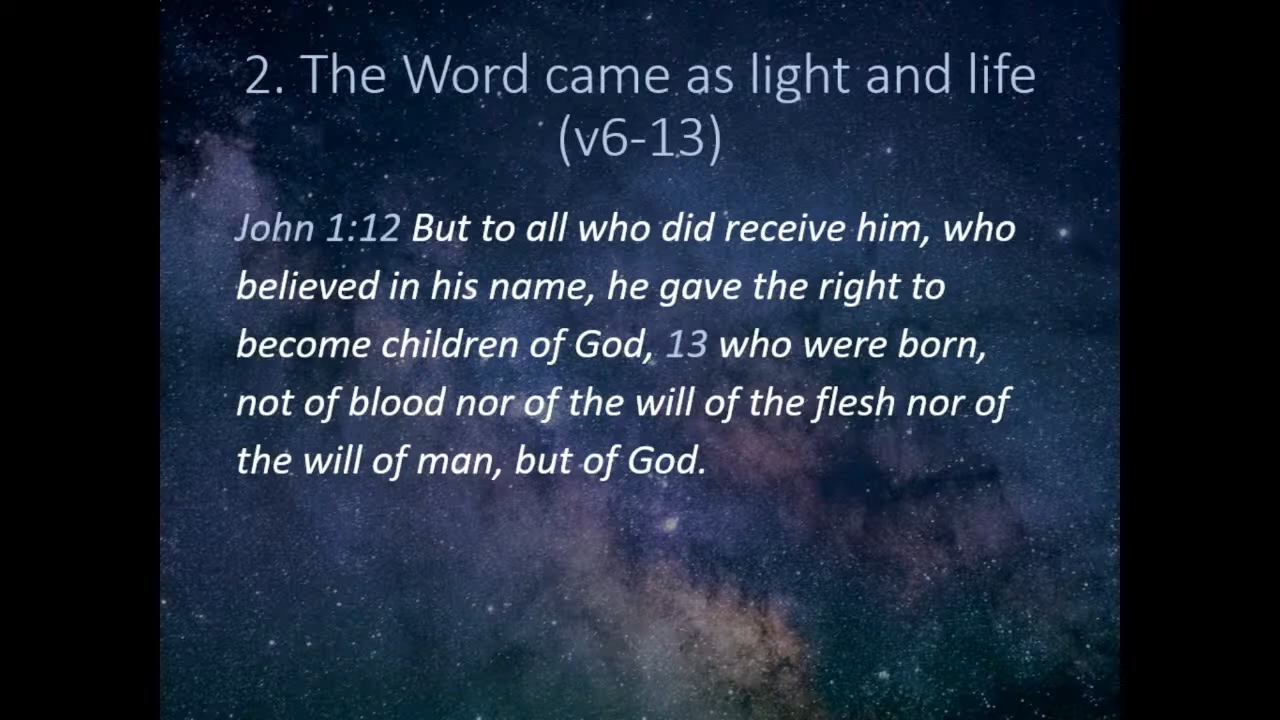 2. The Word came as light and life
(v6-13)
John 1:12 But to all who did receive him, who
believed in his name, he gave the right to
become children of God, 13 who were born,
not of blood nor of the will of the flesh nor of
the will of man, but of God.